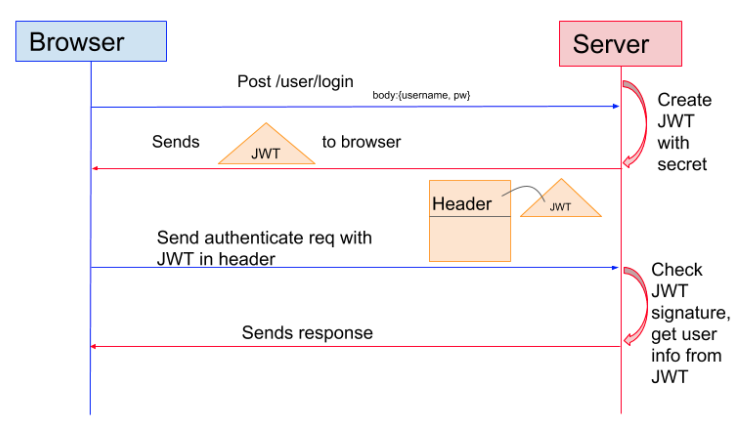 Browser
Server
Post /user/login
body:{username, pw}
Create
JWT
with
secret
Sends
JWT
to browser
Header
JWT
Send authenticate req with
JWT in header
Check
JWT
signature,
get user
info from
JWT
Sends response